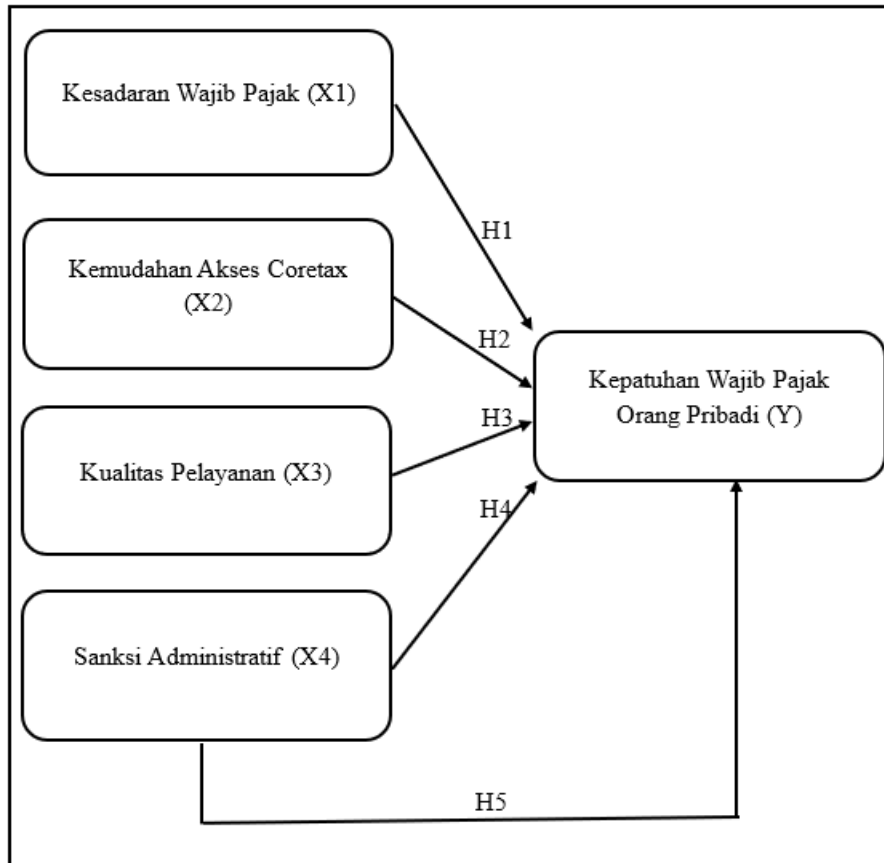 Kesadaran Wajib Pajak (X1)
H1
Kemudahan Akses Coretax
(X2)
H2
Kepatuhan Wajib Pajak
Orang Pribadi (Y)
H3
Kualitas Pelayanan (X3)
H4
Sanksi Administratif (X4)
H5